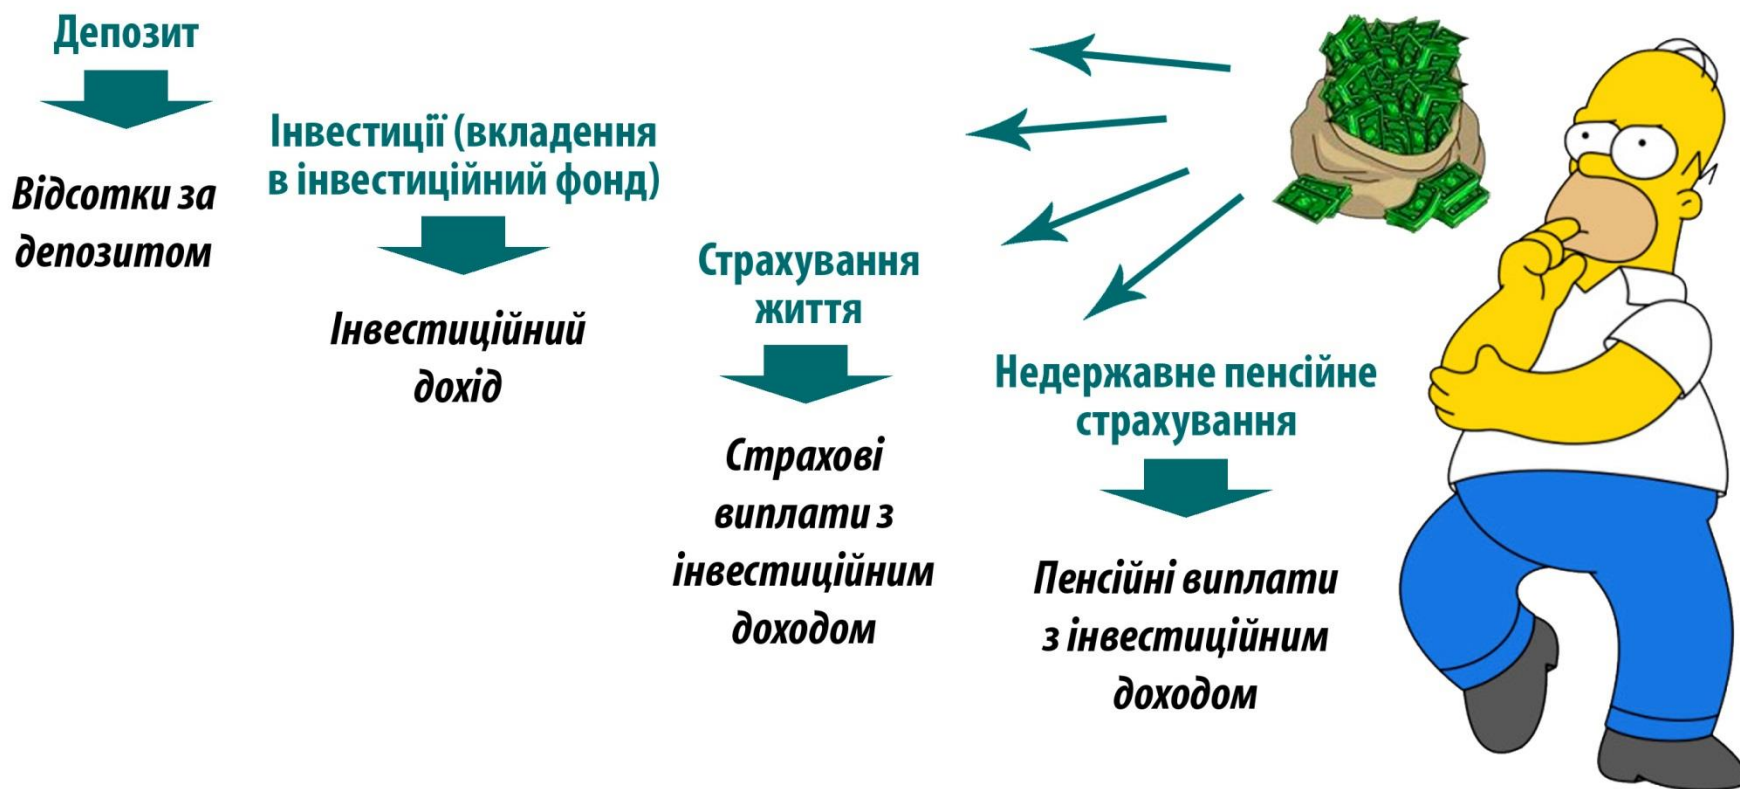 Депозит
Відсотки за
депозитом
Інвестиції (вкладення
в інвестиційний фонд)
Інвестиційний
дохід
Страхування
життя
Страхові
виплати з
інвестиційним
доходом
Недержавне пенсійне
страхування
Пенсійні виплати
з інвестиційним
доходом